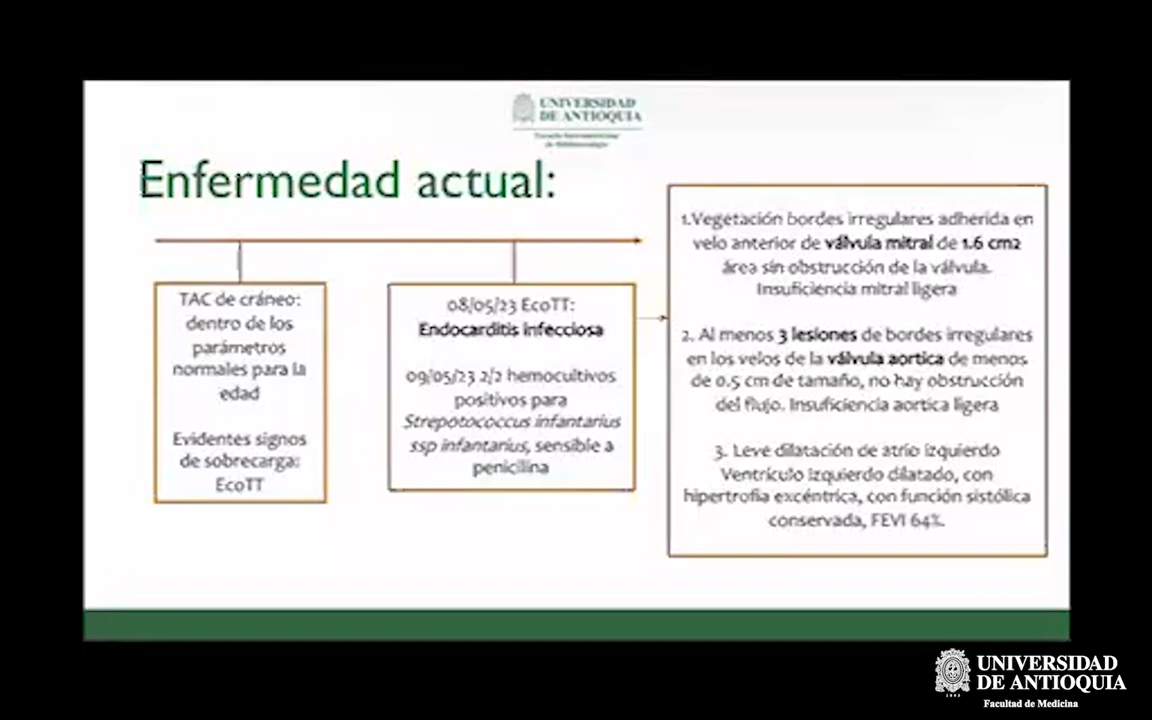 UNIVERSIDAD
DE ANTIOQUIA
Enfermedad actual:
TAC de cráneo:
dentro de los
parámetros
normales para la
edad
Evidentes signos
de sobrecarga:
EcoTT
08/05/23 EcoTT:
Endocarditis infecciosa
09/05/23 2/2 hemocultivos
positivos para
Strepotococcus infantarius
ssp infantarius, sensible a
penicilina
1.Vegetación bordes irregulares adherida en
velo anterior de válvula mitral de 1.6 cm2
área sin obstrucción de la válvula.
Insuficiencia mitral ligera
2. Al menos 3 lesiones de bordes irregulares
en los velos de la válvula aortica de menos
de 0.5 cm de tamaño, no hay obstrucción
del flujo. Insuficiencia aortica ligera
3. Leve dilatación de atrio izquierdo
Ventrículo izquierdo dilatado, con
hipertrofia excéntrica, con función sistólica
conservada, FEVI 64%.
UNIVERSIDAD
DE ANTIOQUIA
Facultad de Medicina